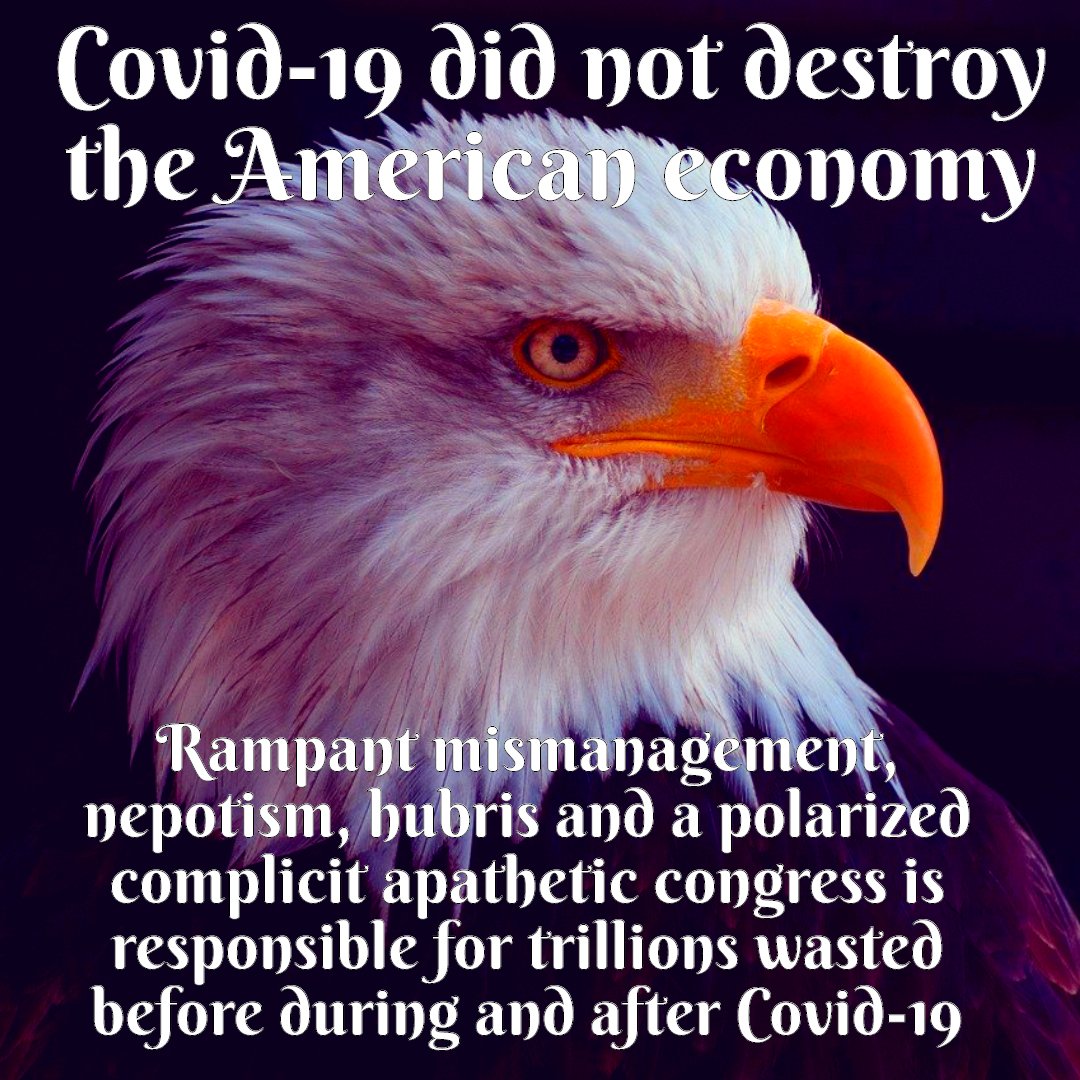 Covid-19 did not destroy
the American economy
Rampant mismanagement,
nepotism, hubris and a polarized
complicit apathetic congress is
responsible for trillions wasted
before during and after Covid-19